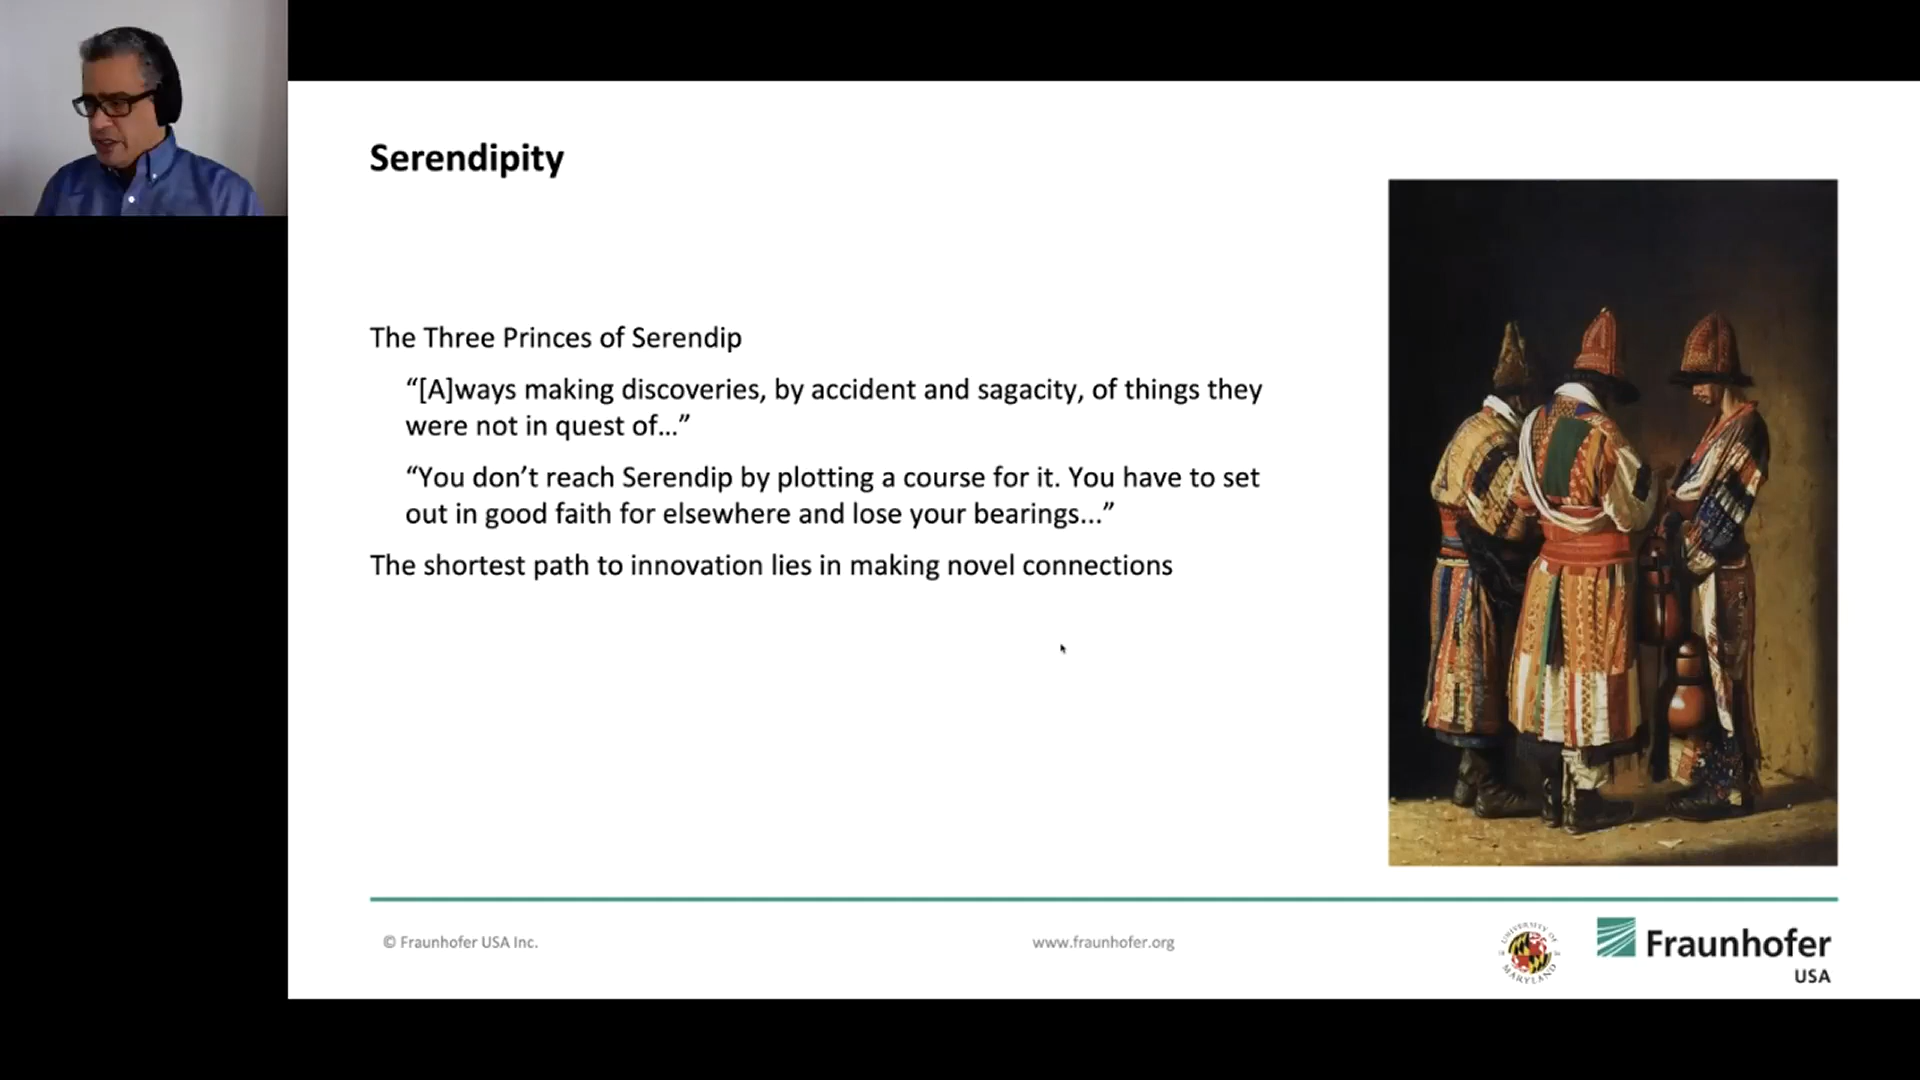 Serendipity
The Three Princes of Serendip
“[A]ways making discoveries, by accident and sagacity, of things they
were not in quest of...”
“You don’t reach Serendip by plotting a course for it. You have to set
out in good faith for elsewhere and lose your bearings...”
The shortest path to innovation lies in making novel connections
© Fraunhofer USA Inc.
www.fraunhofer.org
UNIVERSITY OF
MARYLAND
Fraunhofer
USA